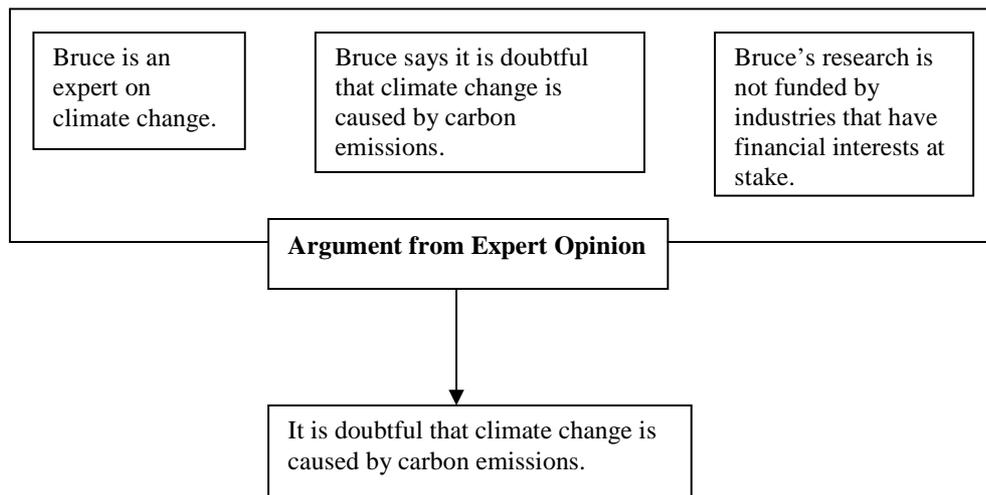 Bruce is an
expert on
climate change.
Bruce says it is doubtful
that climate change is
caused by carbon
emissions.
Bruce’s research is
not funded by
industries that have
financial interests at
stake.
Argument from Expert Opinion
It is doubtful that climate change is
caused by carbon emissions.